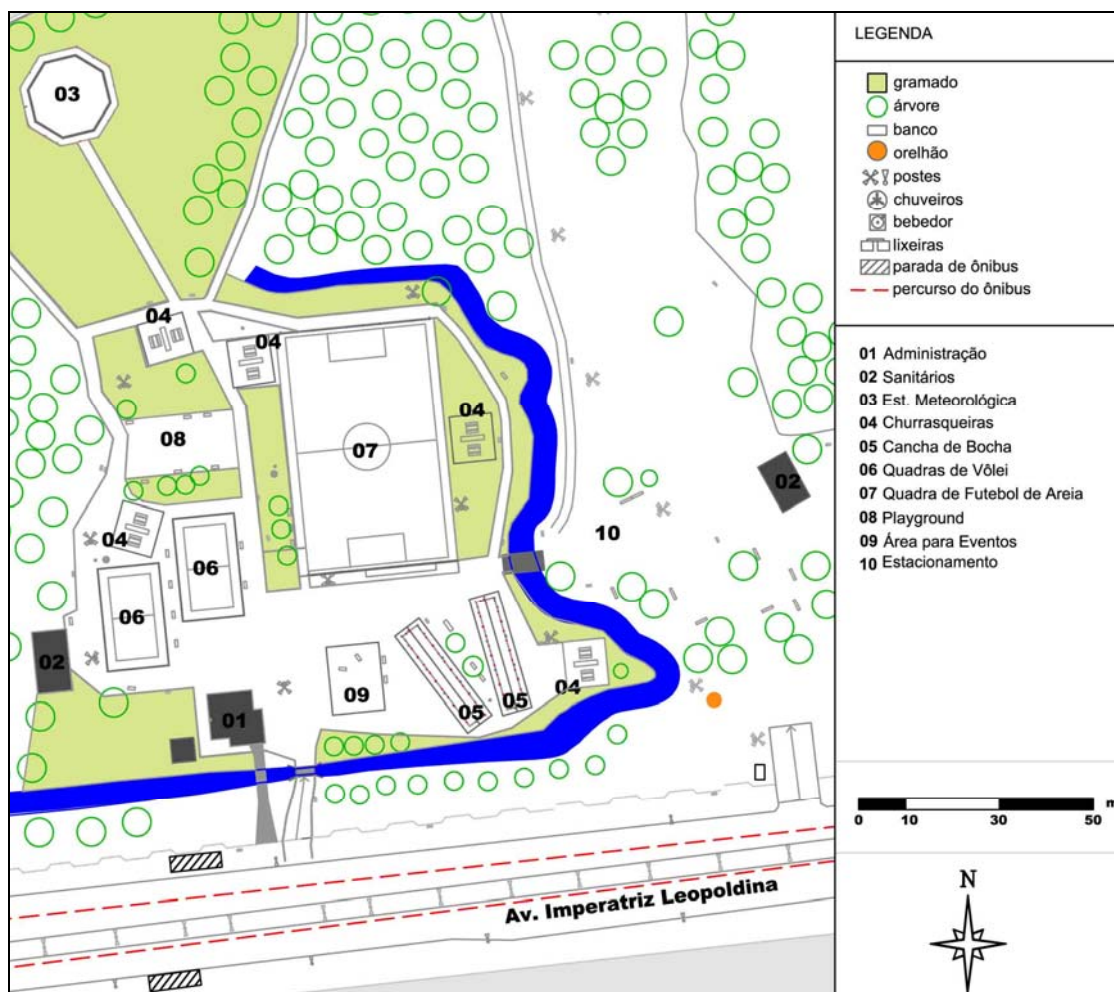 03
04
04
04
08
07
04
06
06
02
01
09
05
05
04
10
02
Av. Imperatriz Leopoldina
LEGENDA
gramado
árvore
banco
orelhão
postes
chuveiros
bebedor
lixeiras
parada de ônibus
percurso do ônibus
01 Administração
02 Sanitários
03 Est. Meteorológica
04 Churrasqueiras
05 Cancha de Bocha
06 Quadras de Vôlei
07 Quadra de Futebol de Areia
08 Playground
09 Área para Eventos
10 Estacionamento
m
0 10 30 50
N